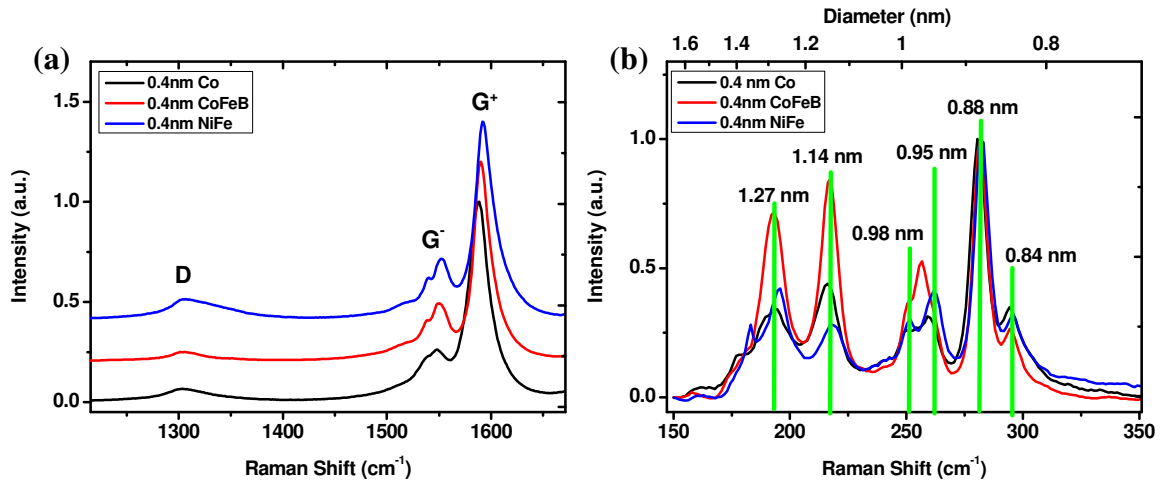 (a)
0.4nm Co
0.4nm CoFeB
0.4nm NiFe
D
G-
G+
1.5
1.0
0.5
0.0
1300 1400 1500 1600
Intensity (a.u.)
Raman Shift (cm-1)
Diameter (nm)
1.6 1.4 1.2 1 0.8
(b)
0.4 nm Co
0.4nm CoFeB
0.4nm NiFe
0.88 nm
1.14 nm
0.95 nm
1.27 nm
0.98 nm
0.84 nm
1.0
0.5
0.0
150 200 250 300 350
Intensity (a.u.)
Raman Shift (cm-1)